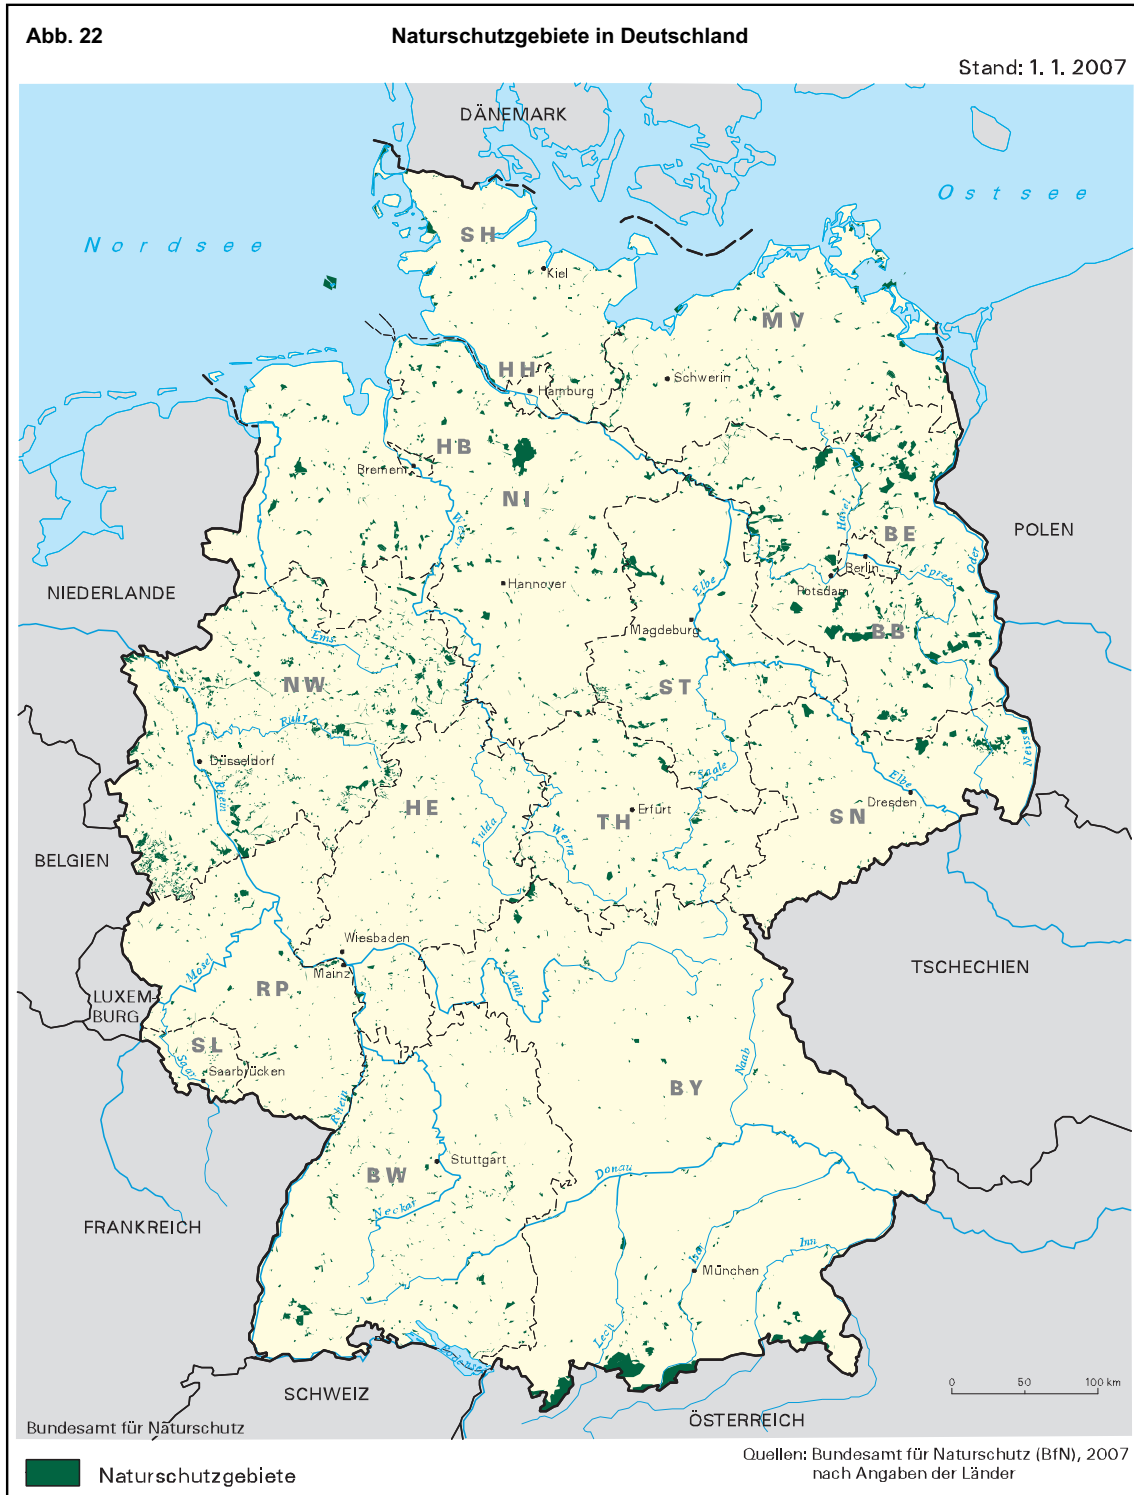 Abb. 22
Naturschutzgebiete in Deutschland
Stand: 1. 1. 2007
DÄNEMARK
Ostsee
Nordsee
SH
Kiel
MV
HH
Hamburg
Schwerin
HB
Bremen
NI
Weser
Havel
BE
POLEN
Berlin
Spree
Oder
Potsdam
NIEDERLANDE
Hannover
Elbe
Magdeburg
BB
Ems
NW
ST
Ruhr
Düsseldorf
Rhein
Saale
Neisse
Elbe
Dresden
HE
Fulda
TH
Erfurt
Werra
SN
BELGIEN
Wiesbaden
Mainz
Mosel
RP
Main
TSCHECHIEN
LUXEM-
BURG
SL
Saar
Saarbrücken
Naab
BY
Rhein
BW
Stuttgart
Donau
Neckar
FRANKREICH
Isar
Inn
München
Lech
Bodensee
SCHWEIZ
ÖSTERREICH
0 50 100 km
Bundesamt für Naturschutz
Naturschutzgebiete
Quellen: Bundesamt für Naturschutz (BfN), 2007
nach Angaben der Länder